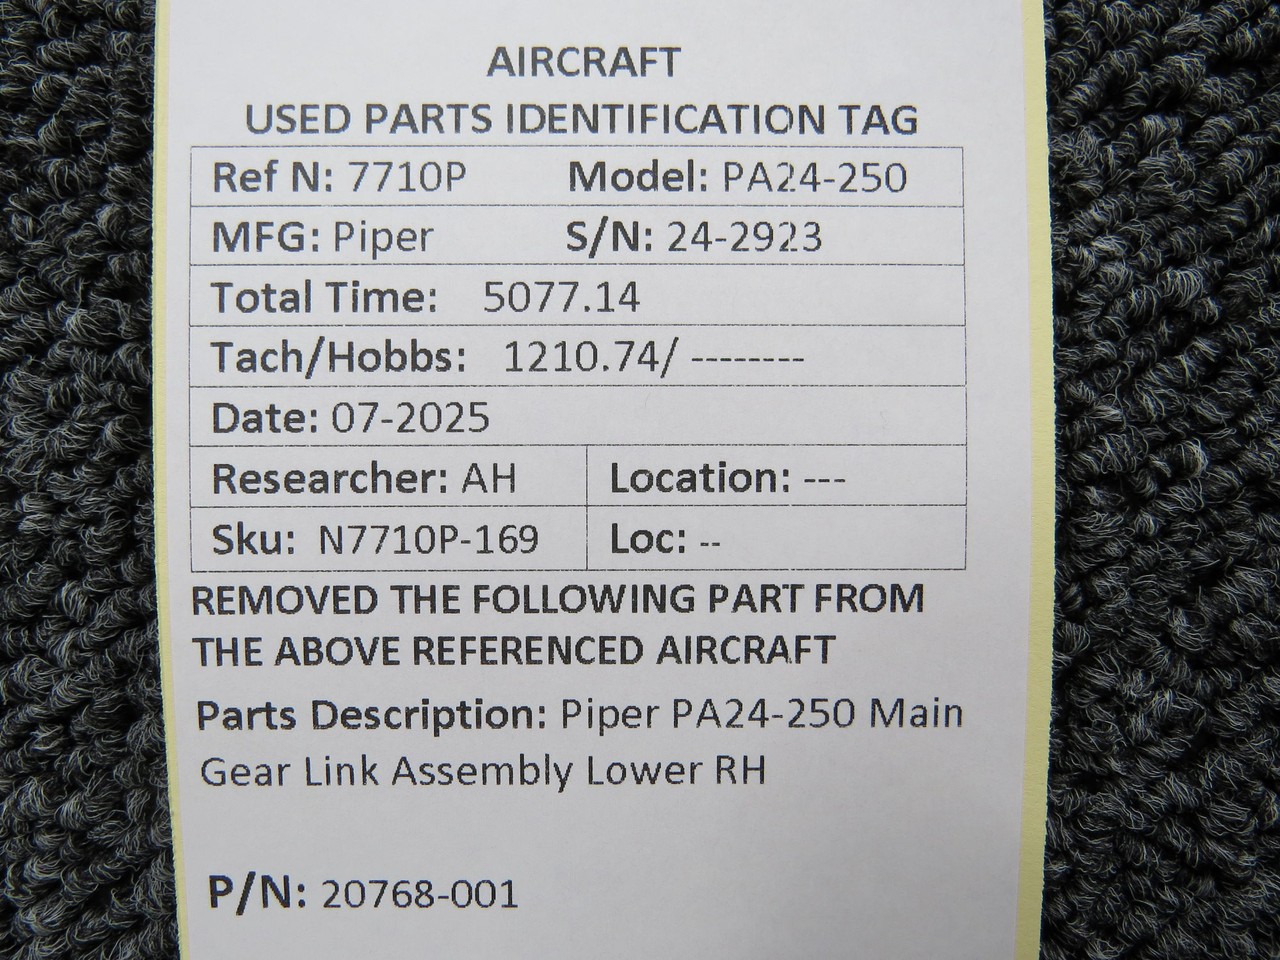 AIRCRAFT
USED PARTS IDENTIFICATION TAG
Ref N: 7710P Model: PA24-250
MFG: Piper S/N: 24-2923
Total Time: 5077.14
Tach/Hobbs: 1210.74/ --------
Date: 07-2025
Researcher: AH Location: ---
Sku: N7710P-169 Loc: --
REMOVED THE FOLLOWING PART FROM
THE ABOVE REFERENCED AIRCRAFT
Parts Description: Piper PA24-250 Main
Gear Link Assembly Lower RH
P/N: 20768-001